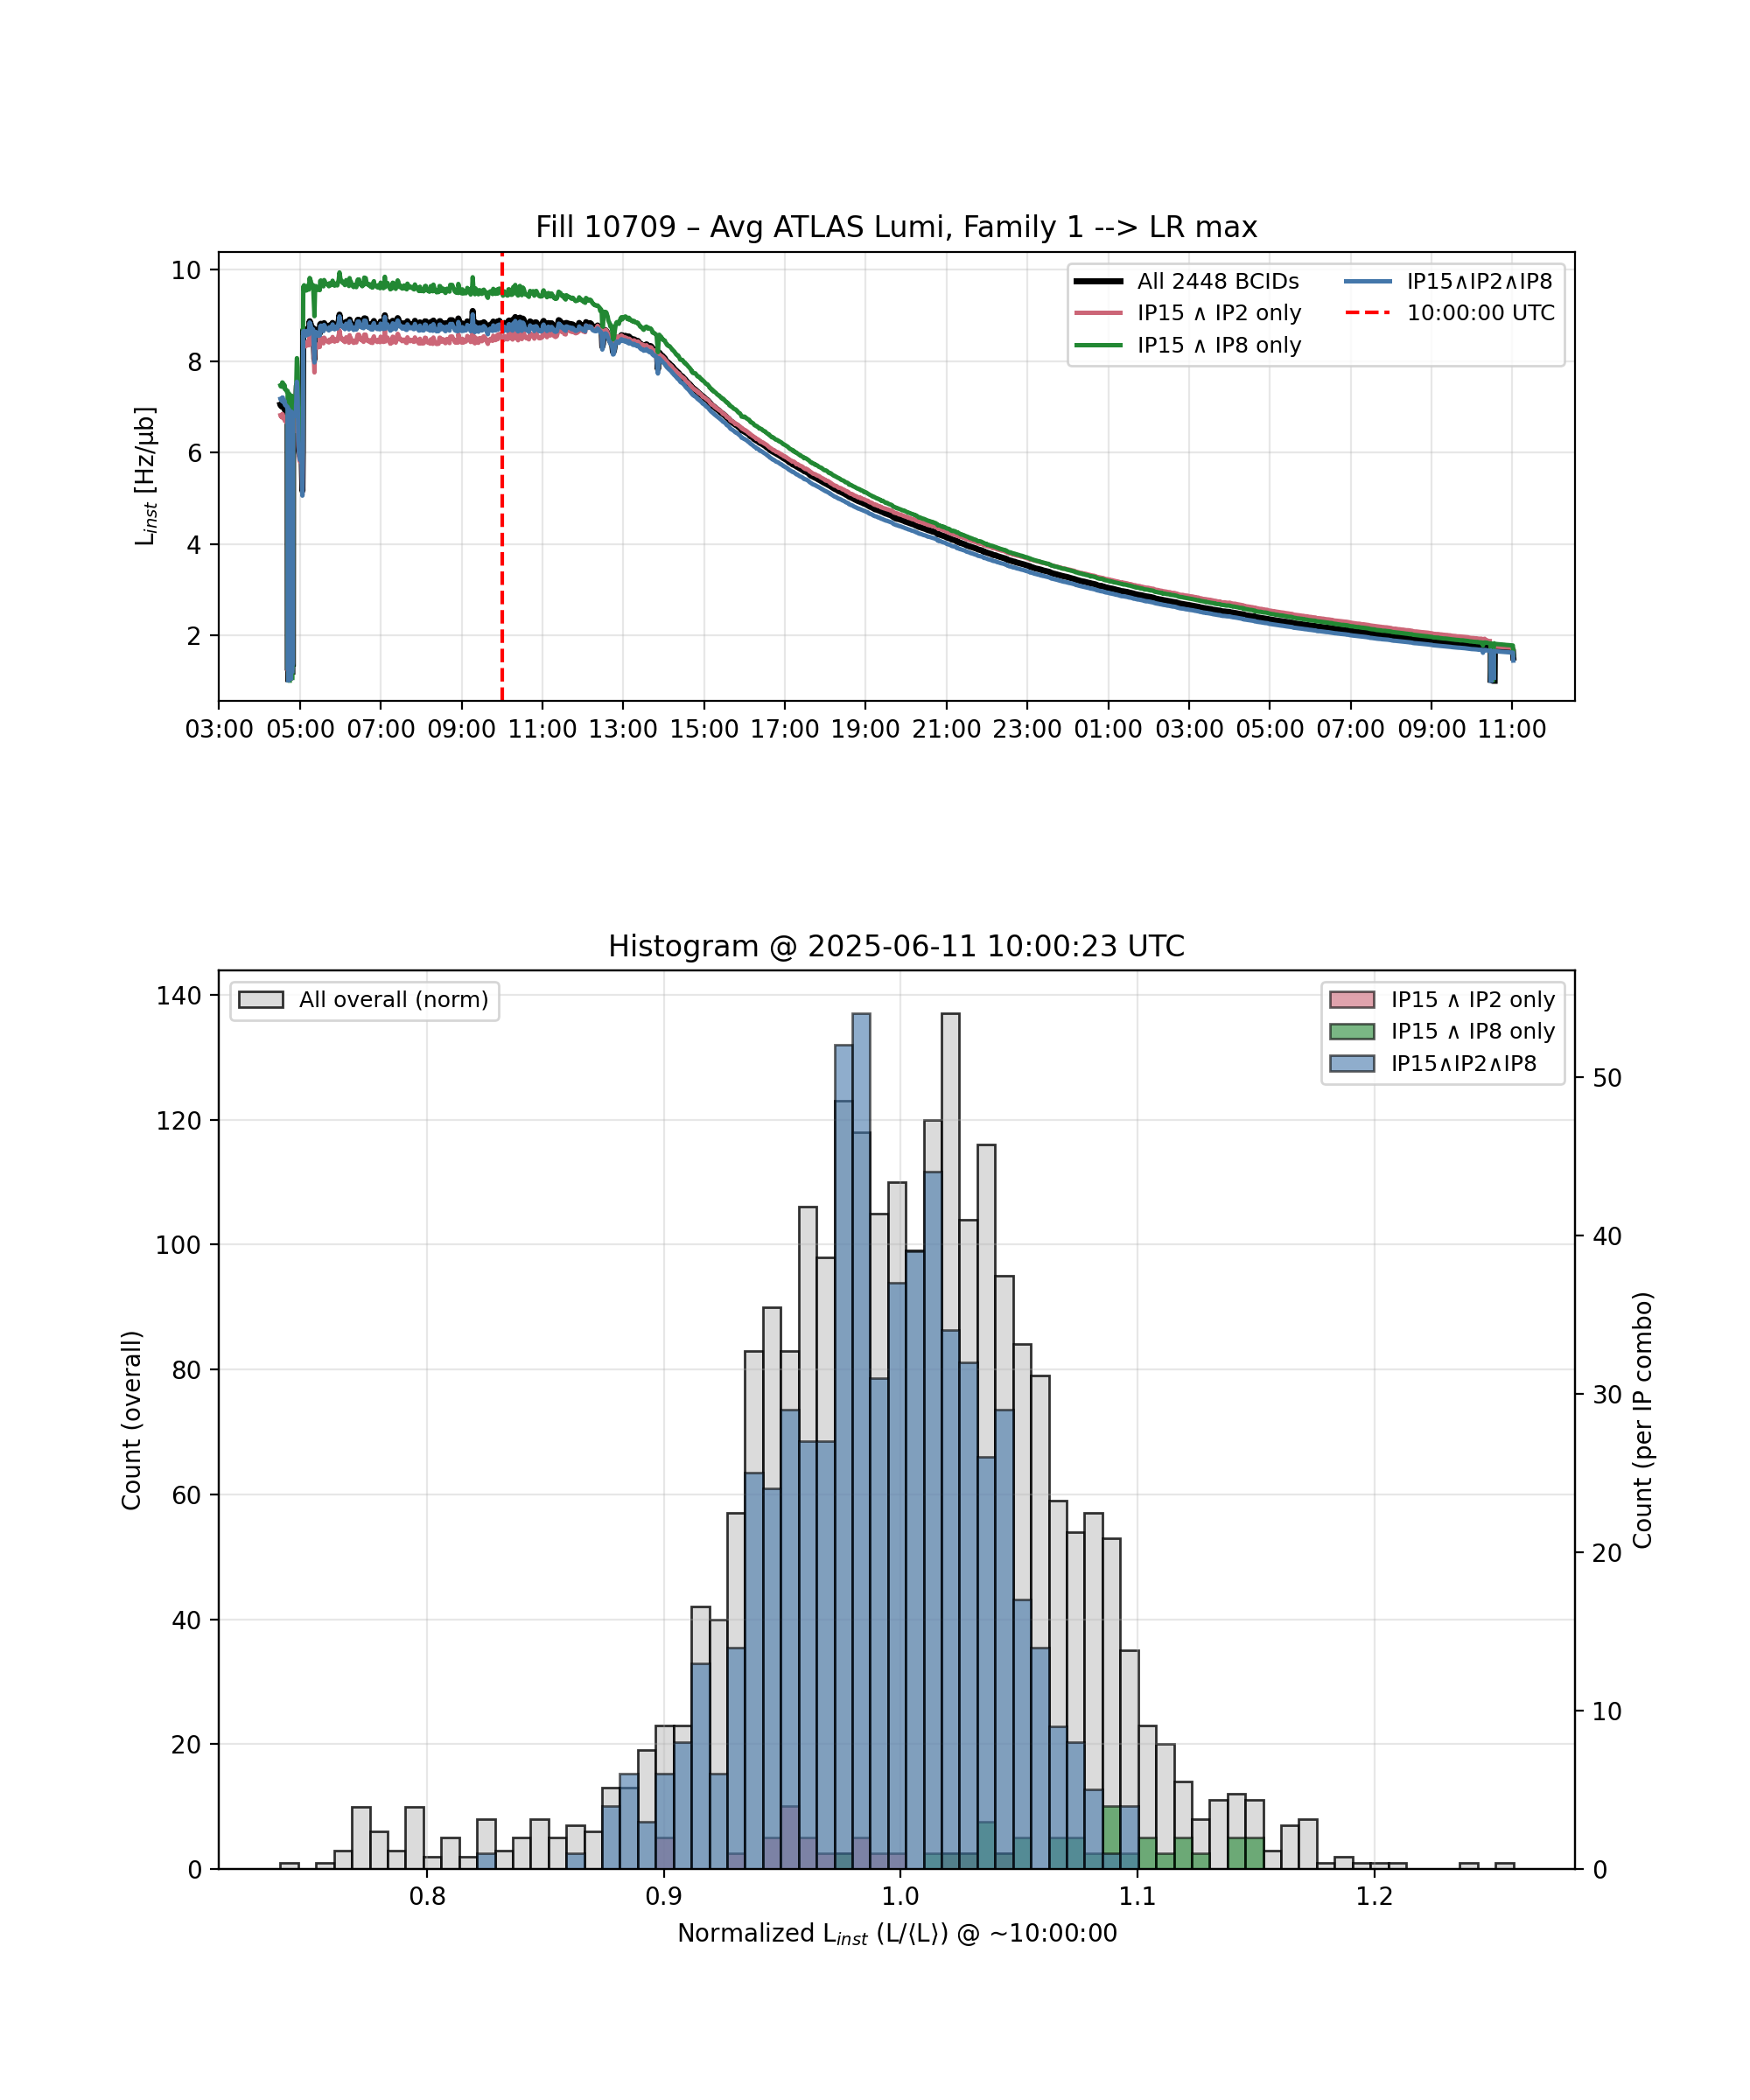 Fill 10709 – Avg ATLAS Lumi, Family 1 --> LR max
10
8
6
4
2
L_inst [Hz/μb]
All 2448 BCIDs
IP15 ∧ IP2 only
IP15 ∧ IP8 only
IP15∧IP2∧IP8
10:00:00 UTC
03:00 05:00 07:00 09:00 11:00 13:00 15:00 17:00 19:00 21:00 23:00 01:00 03:00 05:00 07:00 09:00 11:00
Histogram @ 2025-06-11 10:00:23 UTC
140
120
100
80
60
40
20
0
Count (overall)
All overall (norm)
IP15 ∧ IP2 only
IP15 ∧ IP8 only
IP15∧IP2∧IP8
50
40
30
20
10
0
Count (per IP combo)
0.8 0.9 1.0 1.1 1.2
Normalized L_inst (L/⟨L⟩) @ ~10:00:00